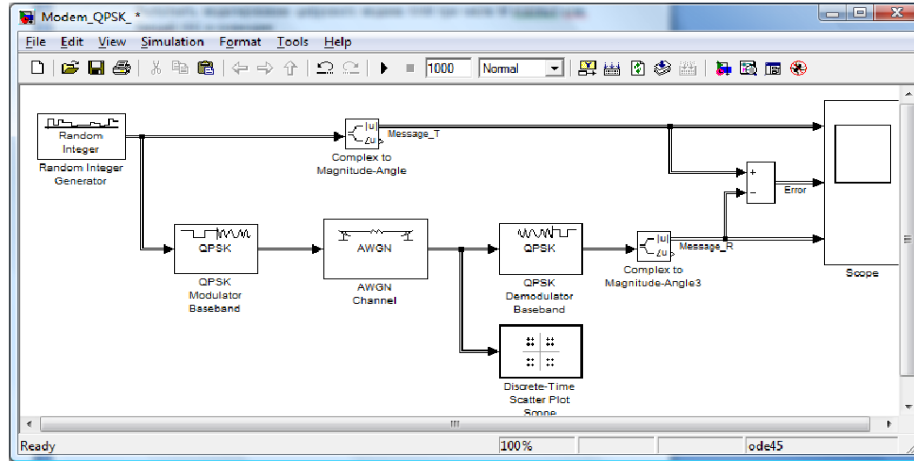 Modem_QPSK_*
File Edit View Simulation Format Tools Help
1000 Normal
Random
Integer
Random Integer
Generator
|u|
∠u
Message_T
Complex to
Magnitude-Angle
+
−
Error
Scope
QPSK
QPSK
Modulator
Baseband
AWGN
AWGN
Channel
QPSK
QPSK
Demodulator
Baseband
|u|
∠u
Message_R
Complex to
Magnitude-Angle3
Discrete-Time
Scatter Plot
Scope
Ready 100% ode45